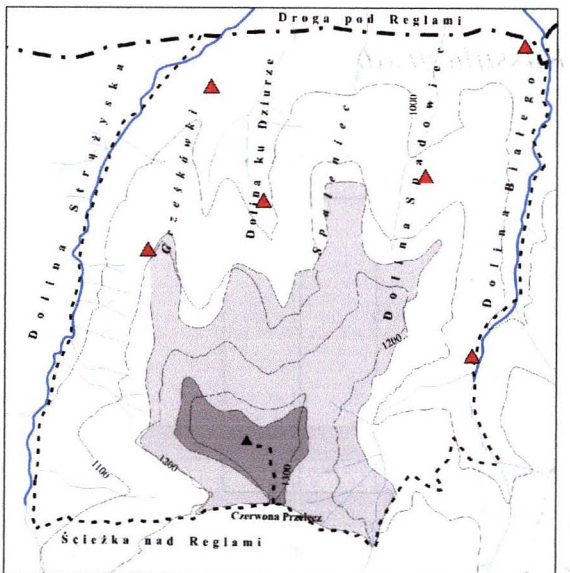 Droga pod Reglami
Dolina Strążyska
Grześkówki
Dolina ku Dziurze
Spaleniec
Dolina Spadowiec
Dolina Białego
1000
1200
1100
1200
1300
Czerwona Przełęcz
Ścieżka nad Reglami